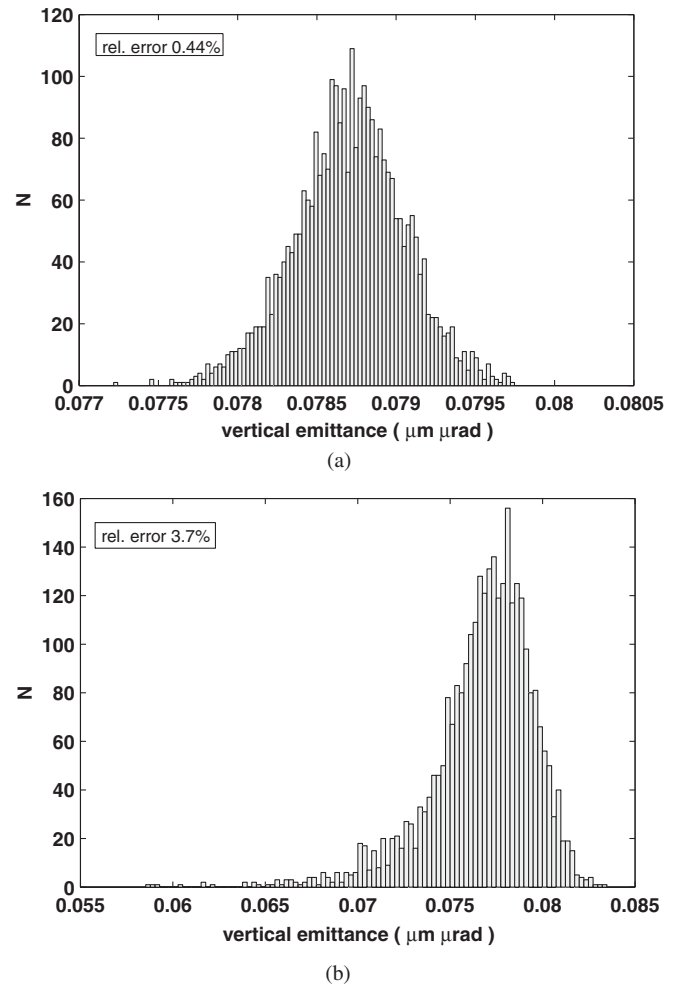 120
rel. error 0.44%
100
80
60
40
20
0
N
0.077 0.0775 0.078 0.0785 0.079 0.0795 0.08 0.0805
vertical emittance ( μm μrad )
(a)
160
rel. error 3.7%
140
120
100
80
60
40
20
0
N
0.055 0.06 0.065 0.07 0.075 0.08 0.085
vertical emittance ( μm μrad )
(b)